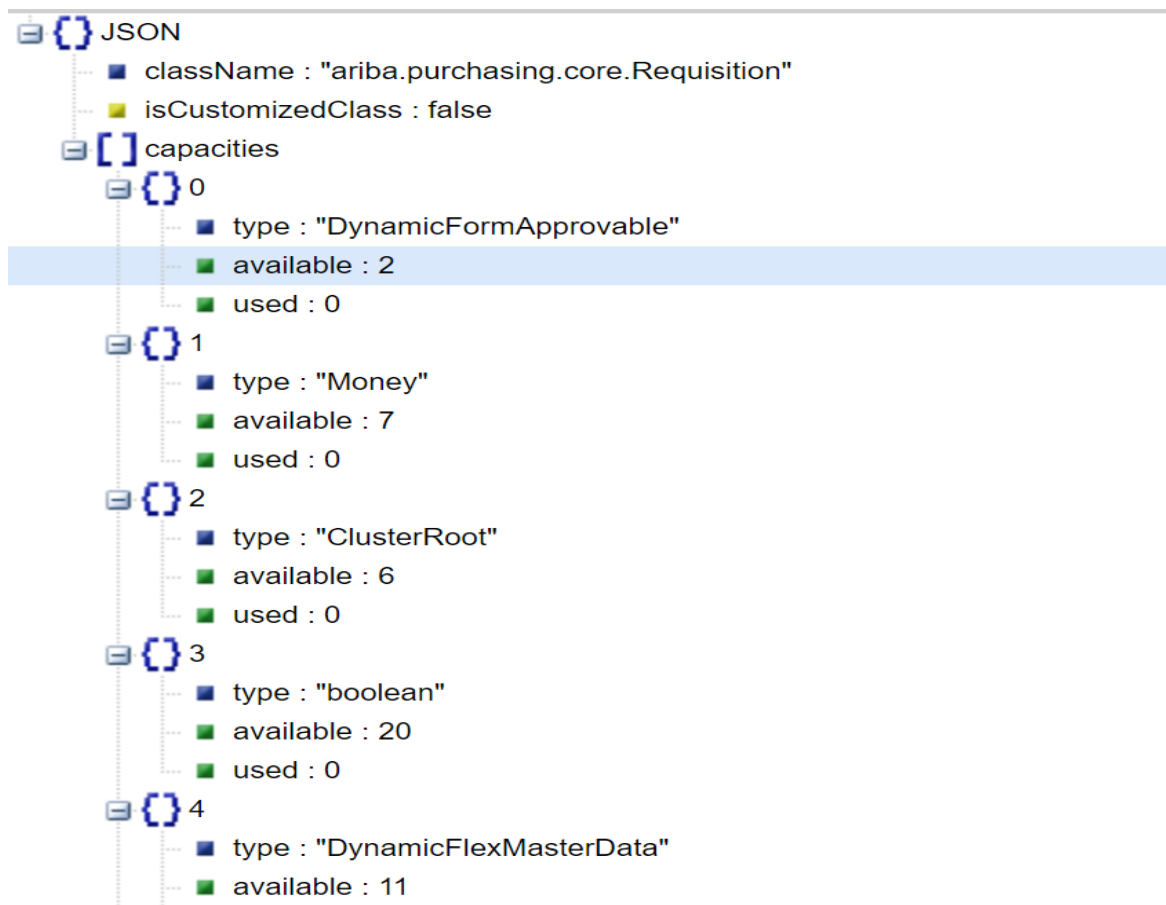 {} JSON
className : "ariba.purchasing.core.Requisition"
isCustomizedClass : false
[] capacities
{} 0
type : "DynamicFormApprovable"
available : 2
used : 0
{} 1
type : "Money"
available : 7
used : 0
{} 2
type : "ClusterRoot"
available : 6
used : 0
{} 3
type : "boolean"
available : 20
used : 0
{} 4
type : "DynamicFlexMasterData"
available : 11